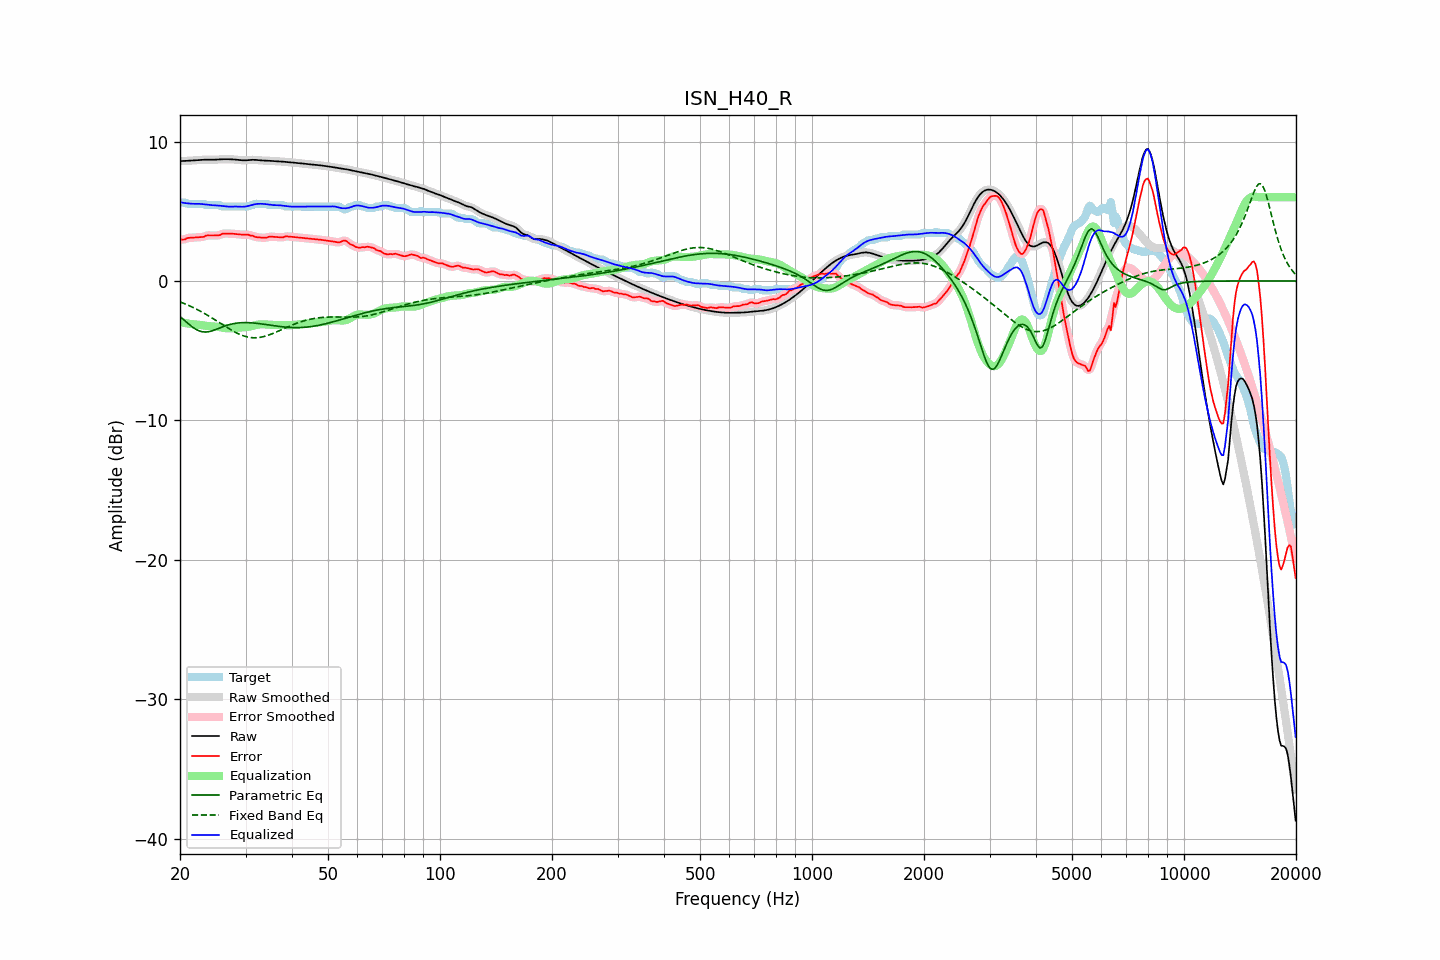 ISN_H40_R
Amplitude (dBr)
10
0
−10
−20
−30
−40
Target
Raw Smoothed
Error Smoothed
Raw
Error
Equalization
Parametric Eq
Fixed Band Eq
Equalized
20 50 100 200 500 1000 2000 5000 10000 20000
Frequency (Hz)